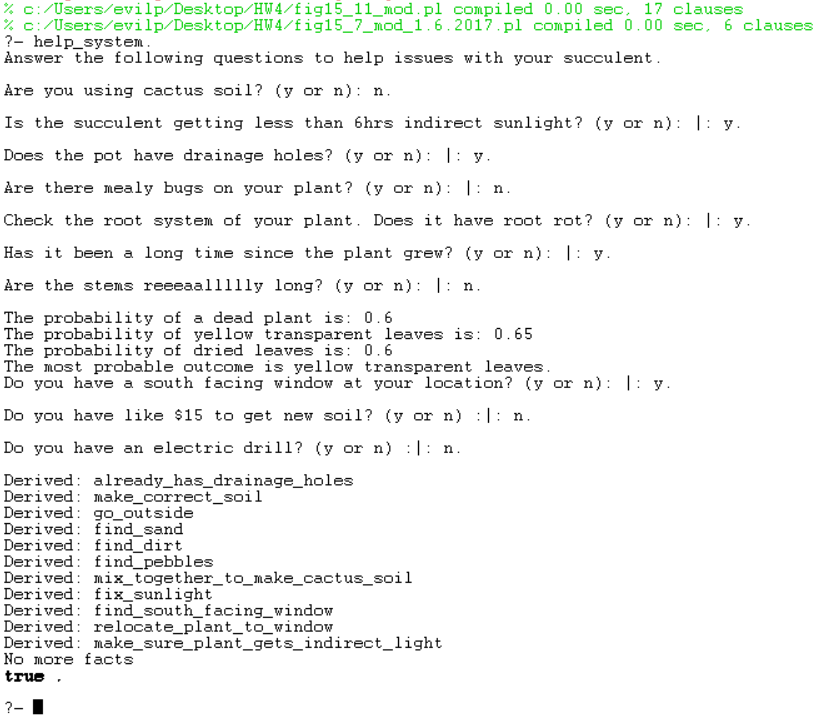 % c:/Users/evilp/Desktop/HW4/fig15_11_mod.pl compiled 0.00 sec, 17 clauses
% c:/Users/evilp/Desktop/HW4/fig15_7_mod_1.6.2017.pl compiled 0.00 sec, 6 clauses
?- help_system.
Answer the following questions to help issues with your succulent.
Are you using cactus soil? (y or n): n.
Is the succulent getting less than 6hrs indirect sunlight? (y or n): |: y.
Does the pot have drainage holes? (y or n): |: y.
Are there mealy bugs on your plant? (y or n): |: n.
Check the root system of your plant. Does it have root rot? (y or n): |: y.
Has it been a long time since the plant grew? (y or n): |: y.
Are the stems reeeaallllly long? (y or n): |: n.
The probability of a dead plant is: 0.6
The probability of yellow transparent leaves is: 0.65
The probability of dried leaves is: 0.6
The most probable outcome is yellow transparent leaves.
Do you have a south facing window at your location? (y or n): |: y.
Do you have like $15 to get new soil? (y or n) :|: n.
Do you have an electric drill? (y or n) :|: n.
Derived: already_has_drainage_holes
Derived: make_correct_soil
Derived: go_outside
Derived: find_sand
Derived: find_dirt
Derived: find_pebbles
Derived: mix_together_to_make_cactus_soil
Derived: fix_sunlight
Derived: find_south_facing_window
Derived: relocate_plant_to_window
Derived: make_sure_plant_gets_indirect_light
No more facts
true .
?-